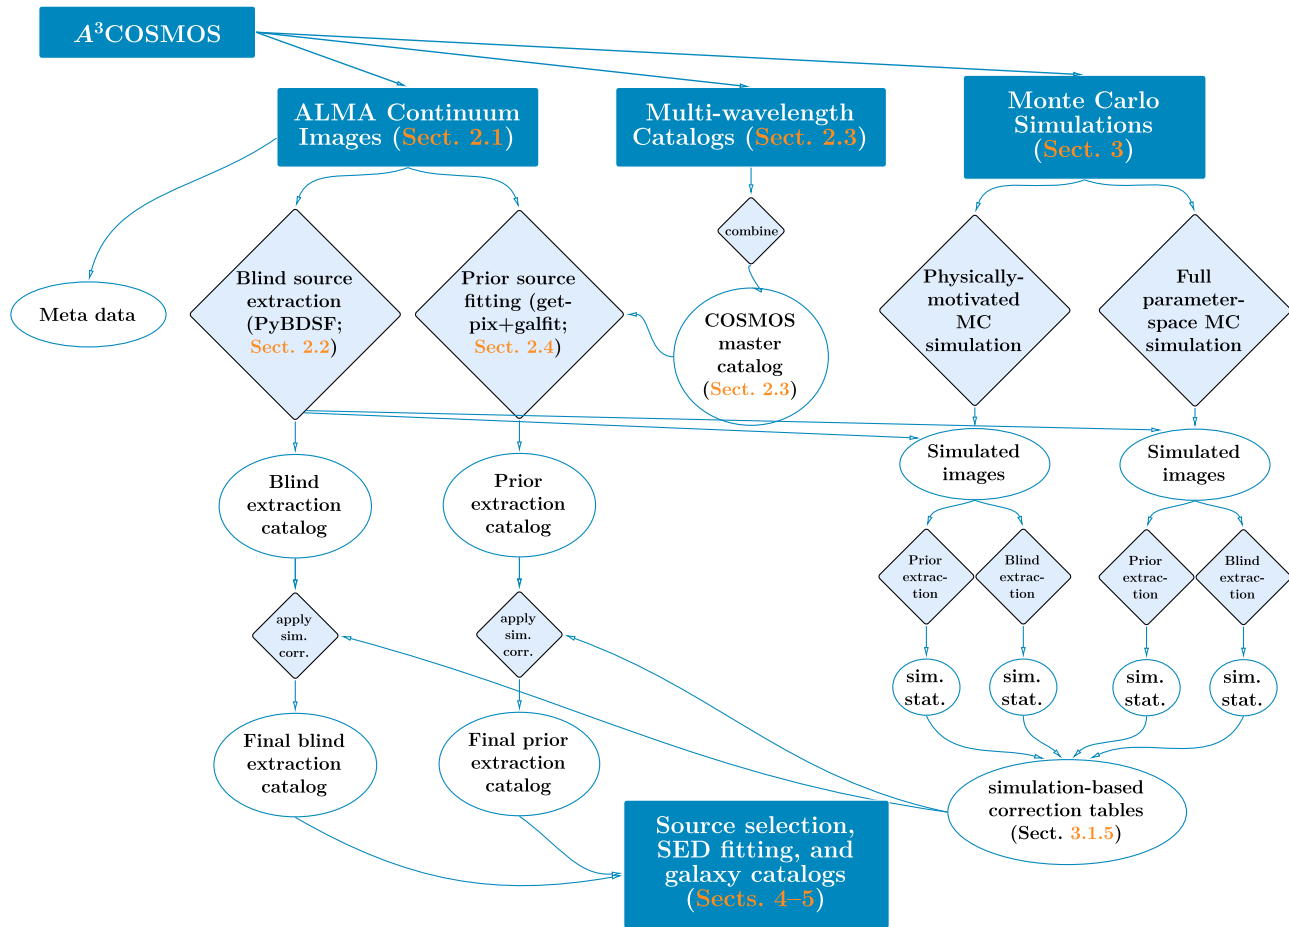 A³COSMOS
ALMA Continuum
Images (Sect. 2.1)
Multi-wavelength
Catalogs (Sect. 2.3)
Monte Carlo
Simulations
(Sect. 3)
Meta data
Blind source
extraction
(PyBDSF;
Sect. 2.2)
Prior source
fitting (get-
pix+galfit;
Sect. 2.4)
combine
COSMOS
master
catalog
(Sect. 2.3)
Physically-
motivated
MC
simulation
Full
parameter-
space MC
simulation
Blind
extraction
catalog
Prior
extraction
catalog
Simulated
images
Simulated
images
Prior
extrac-
tion
Blind
extrac-
tion
Prior
extrac-
tion
Blind
extrac-
tion
apply
sim.
corr.
apply
sim.
corr.
sim.
stat.
sim.
stat.
sim.
stat.
sim.
stat.
Final blind
extraction
catalog
Final prior
extraction
catalog
simulation-based
correction tables
(Sect. 3.1.5)
Source selection,
SED fitting, and
galaxy catalogs
(Sects. 4–5)